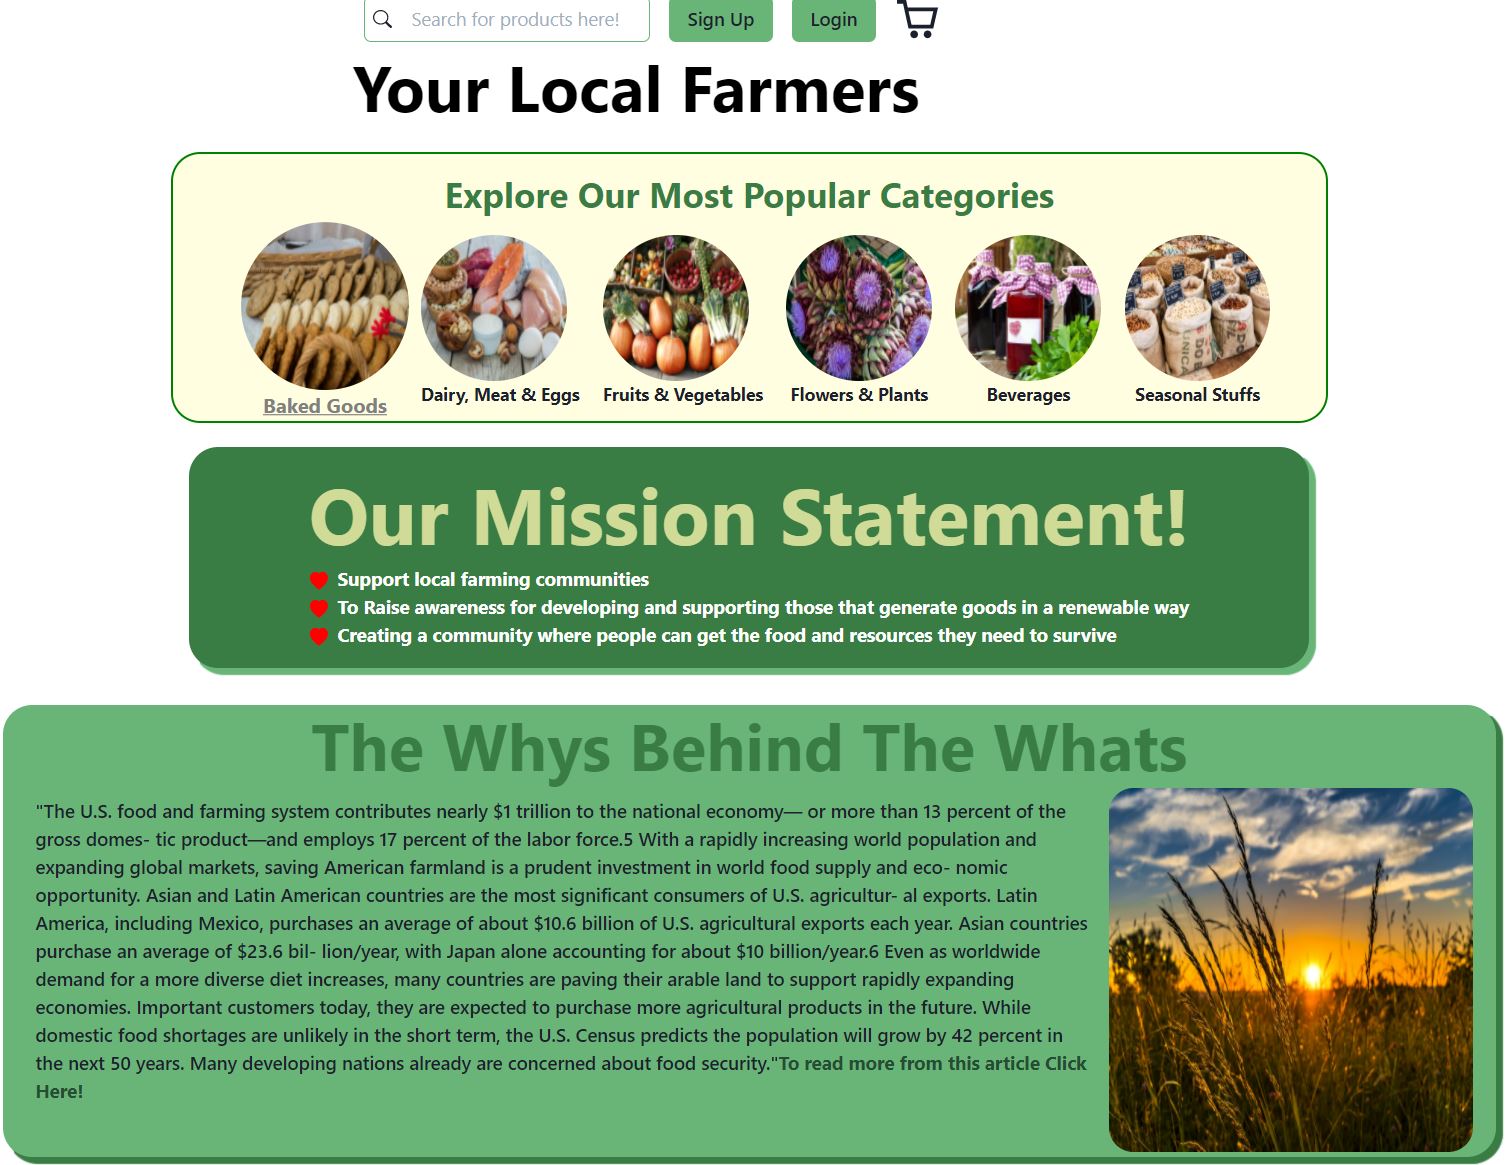 Search for products here!
Sign Up
Login
Your Local Farmers
Explore Our Most Popular Categories
Baked Goods
Dairy, Meat & Eggs
Fruits & Vegetables
Flowers & Plants
Beverages
Seasonal Stuffs
Our Mission Statement!
Support local farming communities
To Raise awareness for developing and supporting those that generate goods in a renewable way
Creating a community where people can get the food and resources they need to survive
The Whys Behind The Whats
"The U.S. food and farming system contributes nearly $1 trillion to the national economy— or more than 13 percent of the
gross domes- tic product—and employs 17 percent of the labor force.5 With a rapidly increasing world population and
expanding global markets, saving American farmland is a prudent investment in world food supply and eco- nomic
opportunity. Asian and Latin American countries are the most significant consumers of U.S. agricultur- al exports. Latin
America, including Mexico, purchases an average of about $10.6 billion of U.S. agricultural exports each year. Asian countries
purchase an average of $23.6 bil- lion/year, with Japan alone accounting for about $10 billion/year.6 Even as worldwide
demand for a more diverse diet increases, many countries are paving their arable land to support rapidly expanding
economies. Important customers today, they are expected to purchase more agricultural products in the future. While
domestic food shortages are unlikely in the short term, the U.S. Census predicts the population will grow by 42 percent in
the next 50 years. Many developing nations already are concerned about food security."To read more from this article Click
Here!